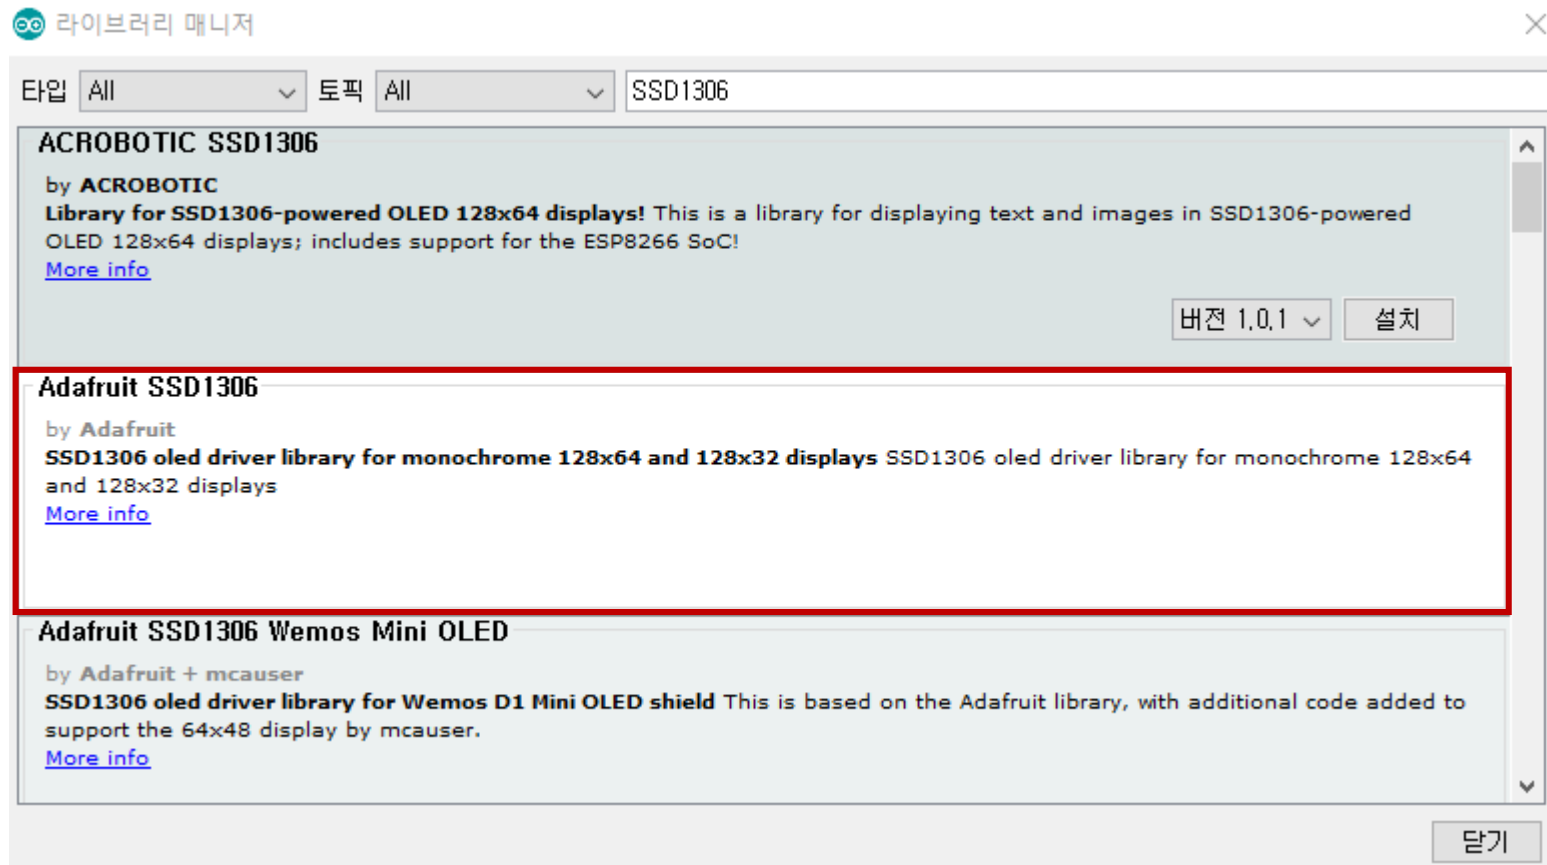 라이브러리 매니저
타입 All 토픽 All SSD1306
ACROBOTIC SSD1306
by ACROBOTIC
Library for SSD1306-powered OLED 128x64 displays! This is a library for displaying text and images in SSD1306-powered
OLED 128x64 displays; includes support for the ESP8266 SoC!
More info
버전 1.0.1 설치
Adafruit SSD1306
by Adafruit
SSD1306 oled driver library for monochrome 128x64 and 128x32 displays SSD1306 oled driver library for monochrome 128x64
and 128x32 displays
More info
Adafruit SSD1306 Wemos Mini OLED
by Adafruit + mcauser
SSD1306 oled driver library for Wemos D1 Mini OLED shield This is based on the Adafruit library, with additional code added to
support the 64x48 display by mcauser.
More info
닫기